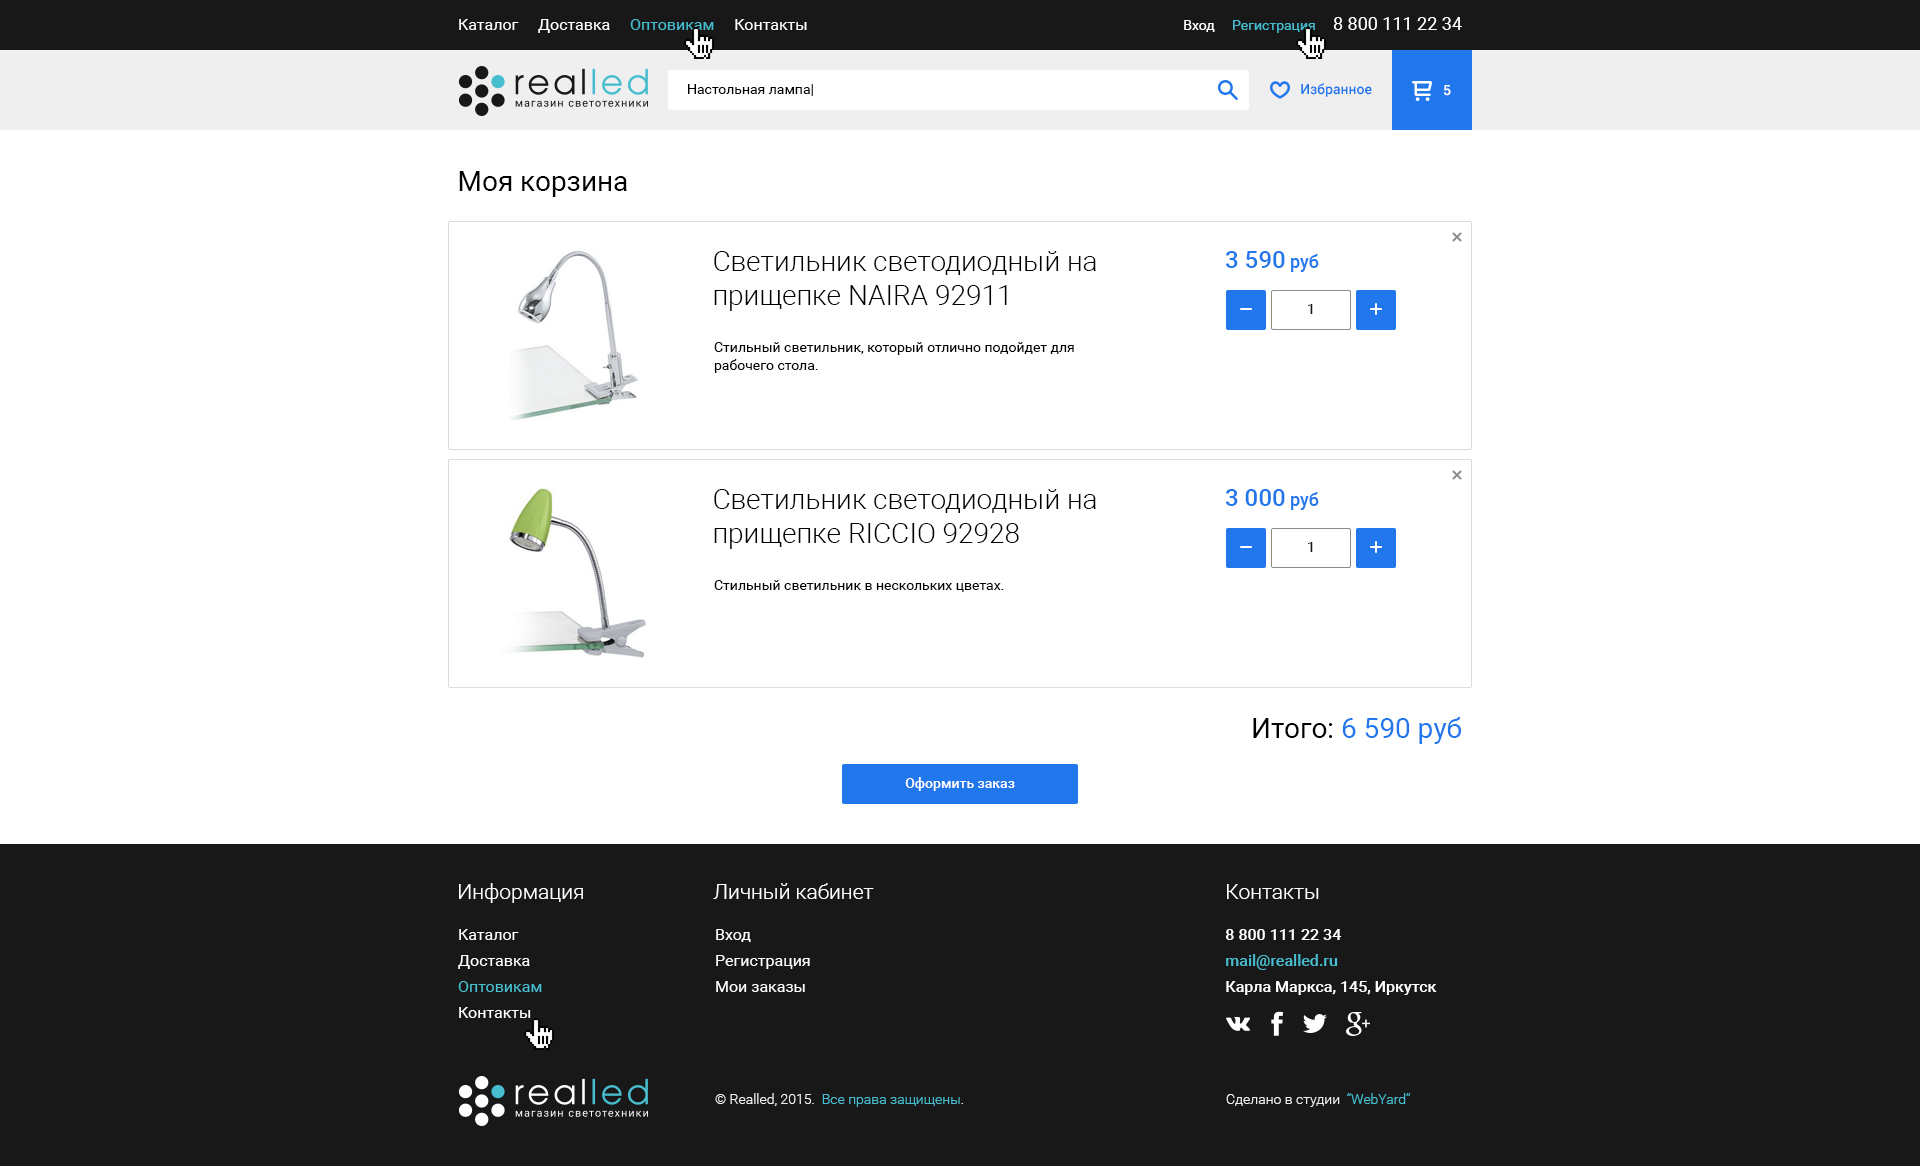 Каталог Доставка Оптовикам Контакты Вход Регистрация 8 800 111 22 34
realled
магазин светотехники
Настольная лампа|
Избранное
5
Моя корзина
Светильник светодиодный на
прищепке NAIRA 92911
Стильный светильник, который отлично подойдет для
рабочего стола.
3 590 руб
− 1 +
Светильник светодиодный на
прищепке RICCIO 92928
Стильный светильник в нескольких цветах.
3 000 руб
− 1 +
Итого: 6 590 руб
Оформить заказ
Информация
Каталог
Доставка
Оптовикам
Контакты
Личный кабинет
Вход
Регистрация
Мои заказы
Контакты
8 800 111 22 34
mail@realled.ru
Карла Маркса, 145, Иркутск
realled
магазин светотехники
© Realled, 2015. Все права защищены.
Сделано в студии “WebYard”